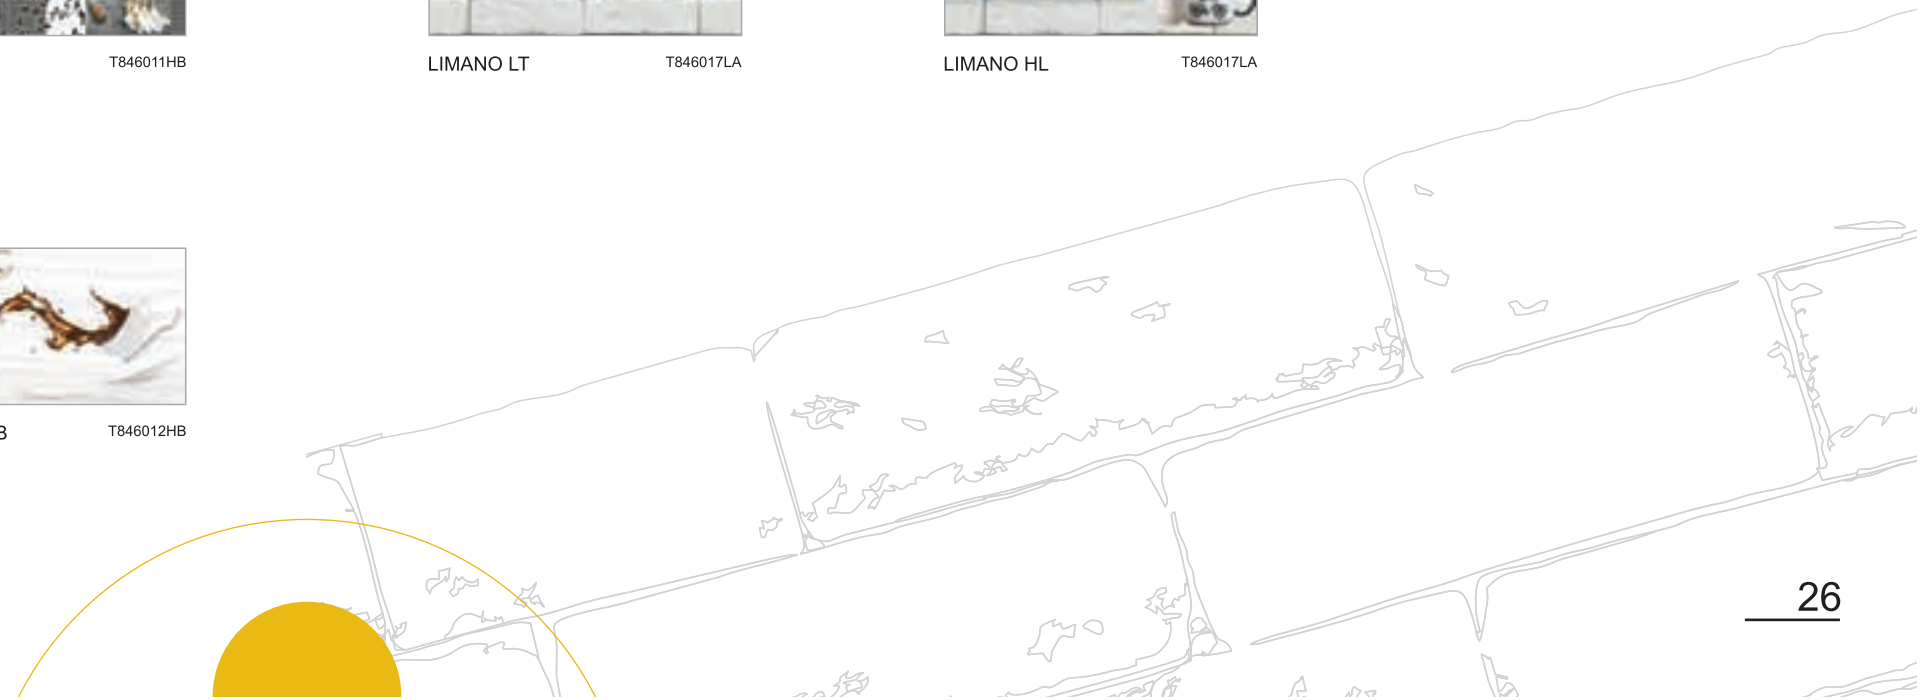 T846011HB
LIMANO LT T846017LA
LIMANO HL T846017LA
B T846012HB
26